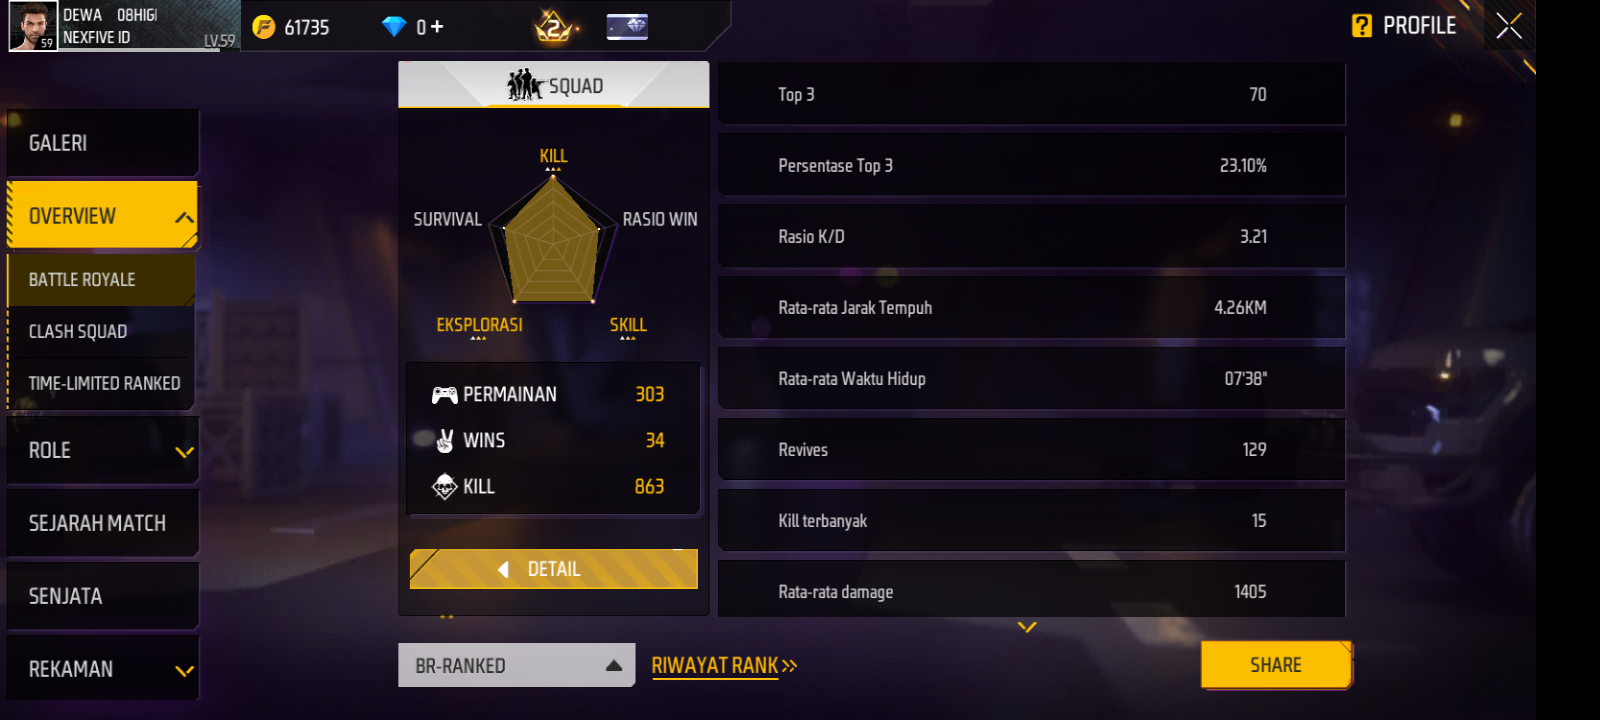 DEWA 08HIGI
NEXFIVE ID
59
LV.59
61735
0+
2
? PROFILE
GALERI
OVERVIEW
BATTLE ROYALE
CLASH SQUAD
TIME-LIMITED RANKED
ROLE
SEJARAH MATCH
SENJATA
REKAMAN
SQUAD
KILL
SURVIVAL
RASIO WIN
EKSPLORASI
SKILL
PERMAINAN 303
WINS 34
KILL 863
DETAIL
BR-RANKED
RIWAYAT RANK
Top 3 70
Persentase Top 3 23.10%
Rasio K/D 3.21
Rata-rata Jarak Tempuh 4.26KM
Rata-rata Waktu Hidup 07'38"
Revives 129
Kill terbanyak 15
Rata-rata damage 1405
SHARE